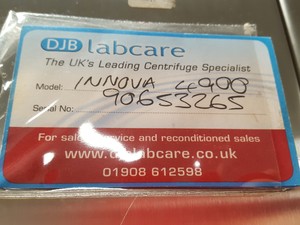 DJB labcare
The UK's Leading Centrifuge Specialist
Model: INNOVA 4900
Serial No: 90653265
For sales, service and reconditioned sales
www.djblabcare.co.uk
01908 612598